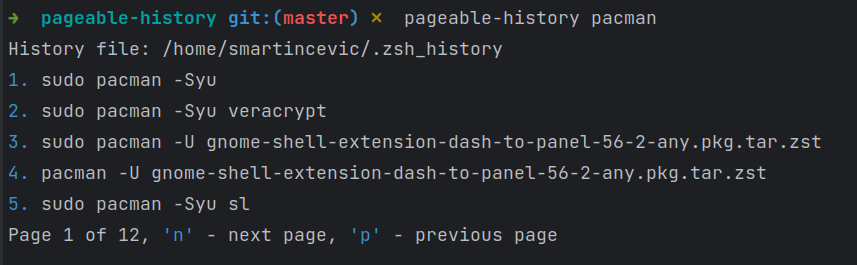 ➜ pageable-history git:(master) ✗ pageable-history pacman
History file: /home/smartincevic/.zsh_history
1. sudo pacman -Syu
2. sudo pacman -Syu veracrypt
3. sudo pacman -U gnome-shell-extension-dash-to-panel-56-2-any.pkg.tar.zst
4. pacman -U gnome-shell-extension-dash-to-panel-56-2-any.pkg.tar.zst
5. sudo pacman -Syu sl
Page 1 of 12, 'n' - next page, 'p' - previous page